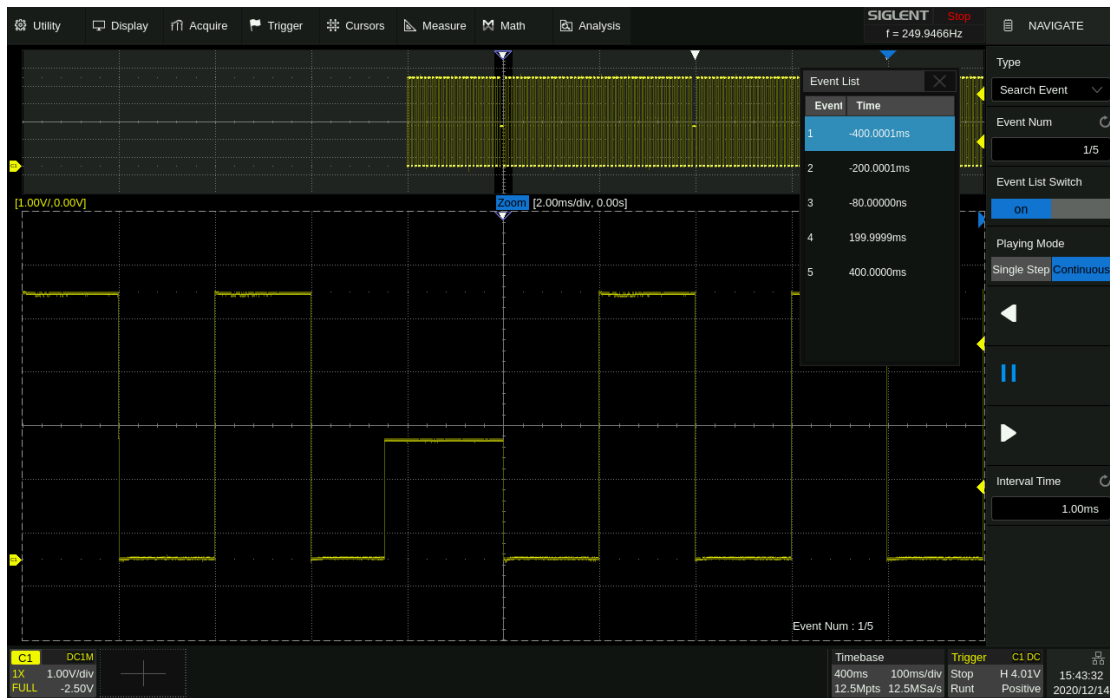 Utility Display Acquire Trigger Cursors Measure Math Analysis
SIGLENT Stop
f = 249.9466Hz
NAVIGATE
Type
Search Event
Event Num
1/5
Event List Switch
on
Playing Mode
Single Step Continuous
Interval Time
1.00ms
Event List
Event Time
1 -400.0001ms
2 -200.0001ms
3 -80.00000ns
4 199.9999ms
5 400.0000ms
[1.00V/,0.00V]
Zoom [2.00ms/div, 0.00s]
Event Num : 1/5
C1 DC1M
1X 1.00V/div
FULL -2.50V
Timebase
400ms 100ms/div
12.5Mpts 12.5MSa/s
Trigger C1 DC
Stop H 4.01V
Runt Positive
15:43:32
2020/12/14